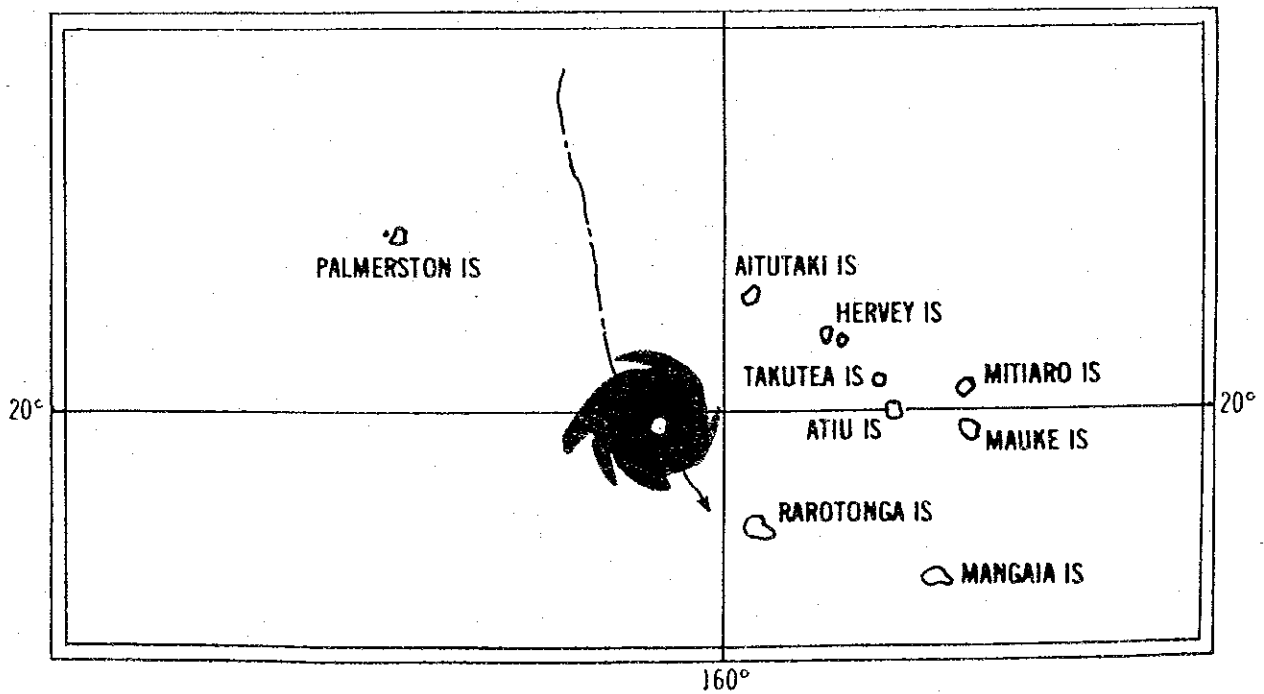 PALMERSTON IS
AITUTAKI IS
HERVEY IS
TAKUTEA IS
MITIARO IS
20°
20°
ATIU IS
MAUKE IS
RAROTONGA IS
MANGAIA IS
160°